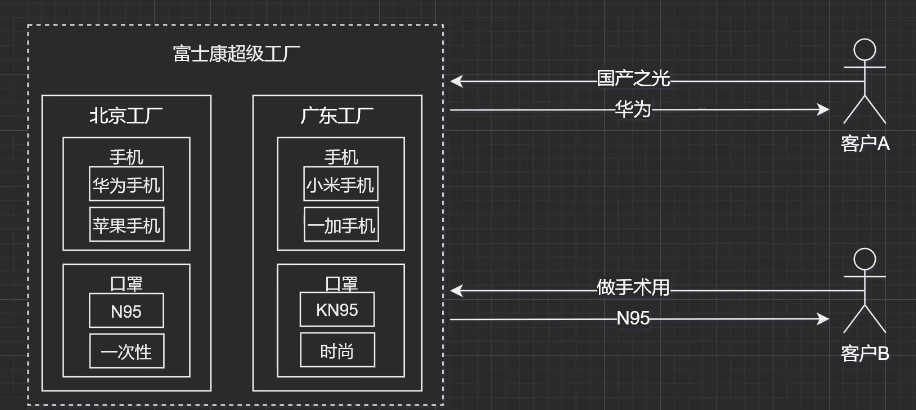 富士康超级工厂
北京工厂
手机
华为手机
苹果手机
口罩
N95
一次性
广东工厂
手机
小米手机
一加手机
口罩
KN95
时尚
国产之光
华为
客户A
做手术用
N95
客户B